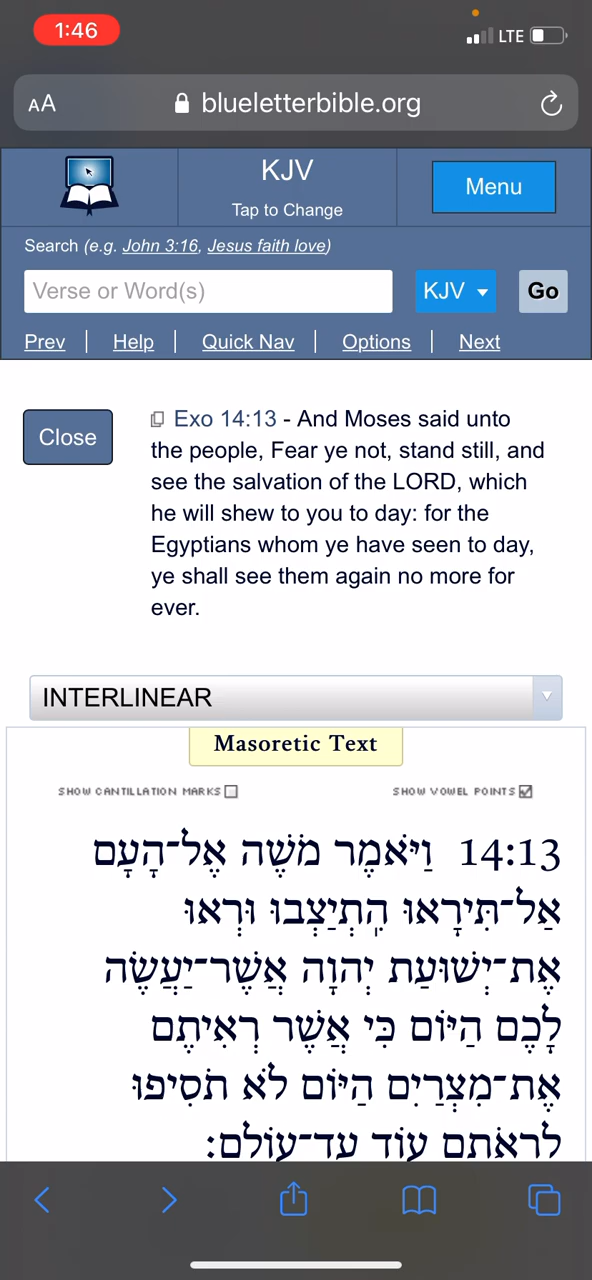 1:46
LTE
AA
blueletterbible.org
KJV
Tap to Change
Menu
Search (e.g. John 3:16, Jesus faith love)
Verse or Word(s)
KJV
Go
Prev | Help | Quick Nav | Options | Next
Close
Exo 14:13 - And Moses said unto
the people, Fear ye not, stand still, and
see the salvation of the LORD, which
he will shew to you to day: for the
Egyptians whom ye have seen to day,
ye shall see them again no more for
ever.
INTERLINEAR
Masoretic Text
SHOW CANTILLATION MARKS
SHOW VOWEL POINTS
14:13 וַיֹּאמֶר מֹשֶׁה אֶל־הָעָם
אַל־תִּירָאוּ הִתְיַצְּבוּ וּרְאוּ
אֶת־יְשׁוּעַת יְהוָה אֲשֶׁר־יַעֲשֶׂה
לָכֶם הַיּוֹם כִּי אֲשֶׁר רְאִיתֶם
אֶת־מִצְרַיִם הַיּוֹם לֹא תֹסִיפוּ
לִרְאֹתָם עוֹד עַד־עוֹלָם׃